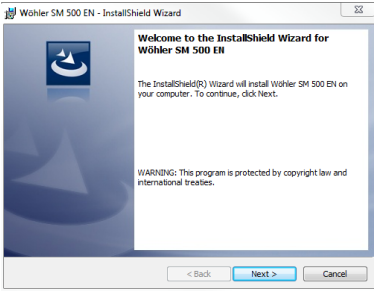 Wöhler SM 500 EN - InstallShield Wizard
Welcome to the InstallShield Wizard for
Wöhler SM 500 EN
The InstallShield(R) Wizard will install Wöhler SM 500 EN on
your computer. To continue, click Next.
WARNING: This program is protected by copyright law and
international treaties.
< Back
Next >
Cancel